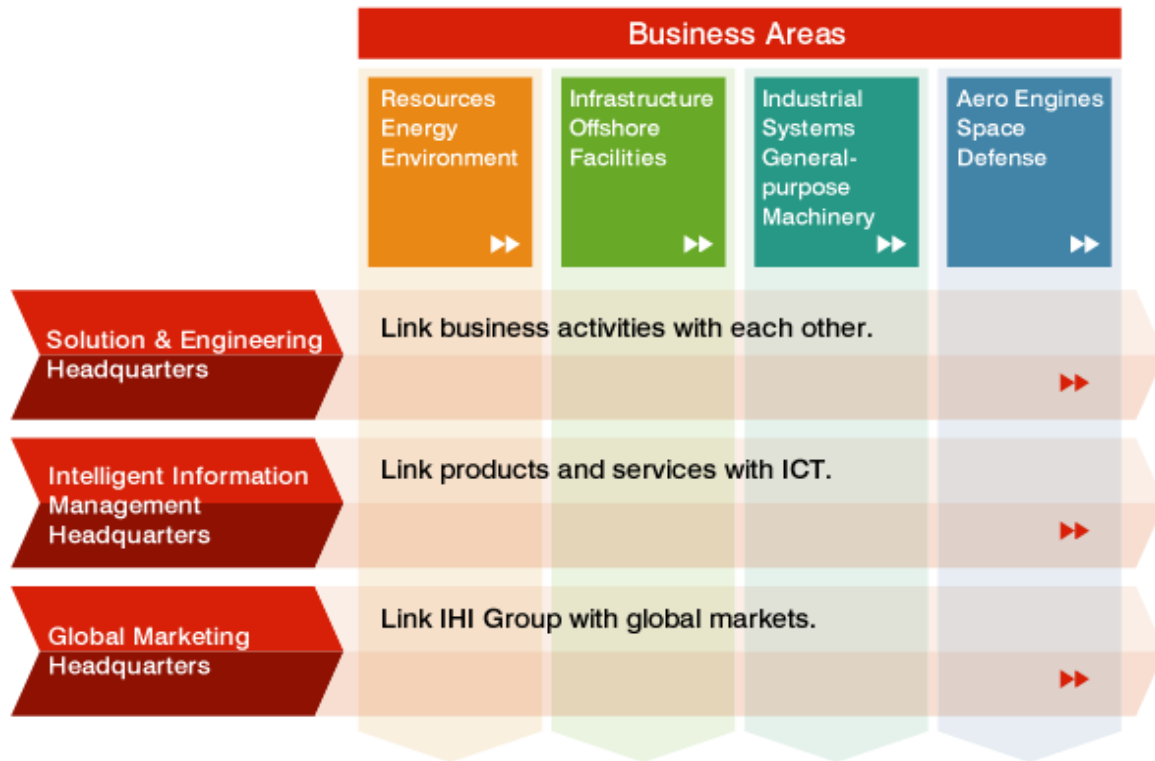 Business Areas
Resources
Energy
Environment
Infrastructure
Offshore
Facilities
Industrial
Systems
General-
purpose
Machinery
Aero Engines
Space
Defense
Solution & Engineering
Headquarters
Link business activities with each other.
Intelligent Information
Management
Headquarters
Link products and services with ICT.
Global Marketing
Headquarters
Link IHI Group with global markets.